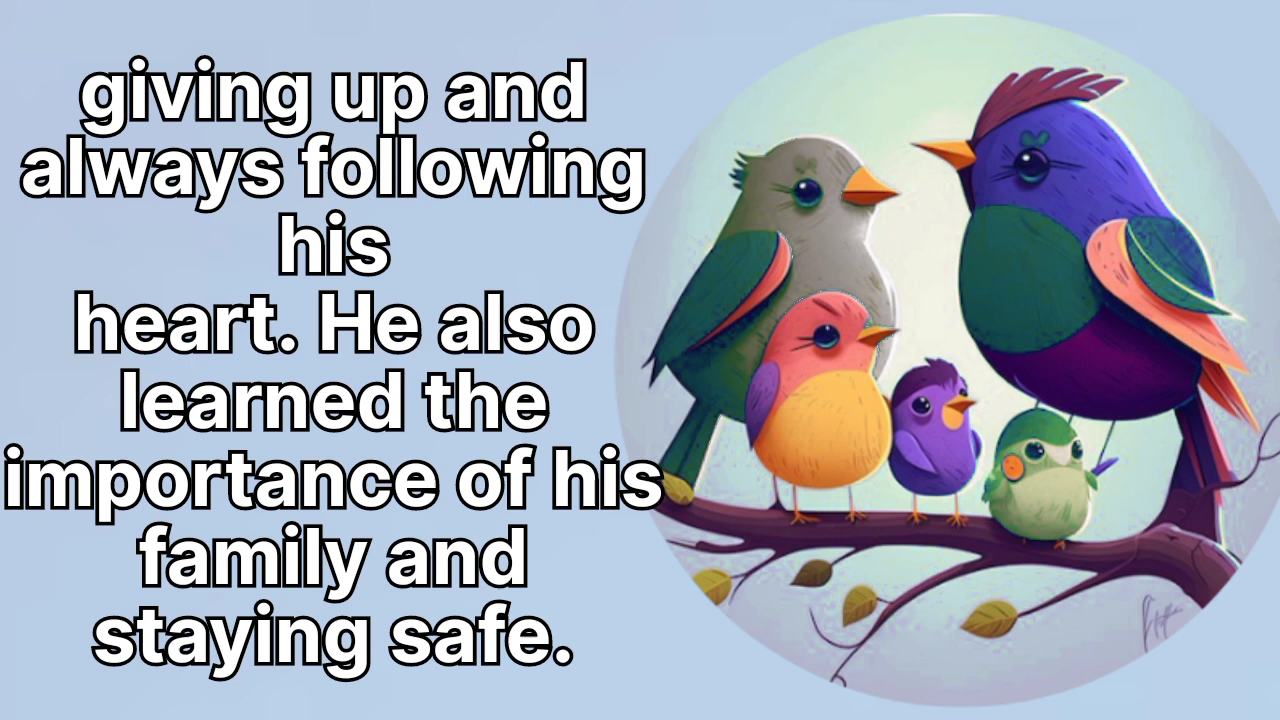 giving up and
always following
his
heart. He also
learned the
importance of his
family and
staying safe.